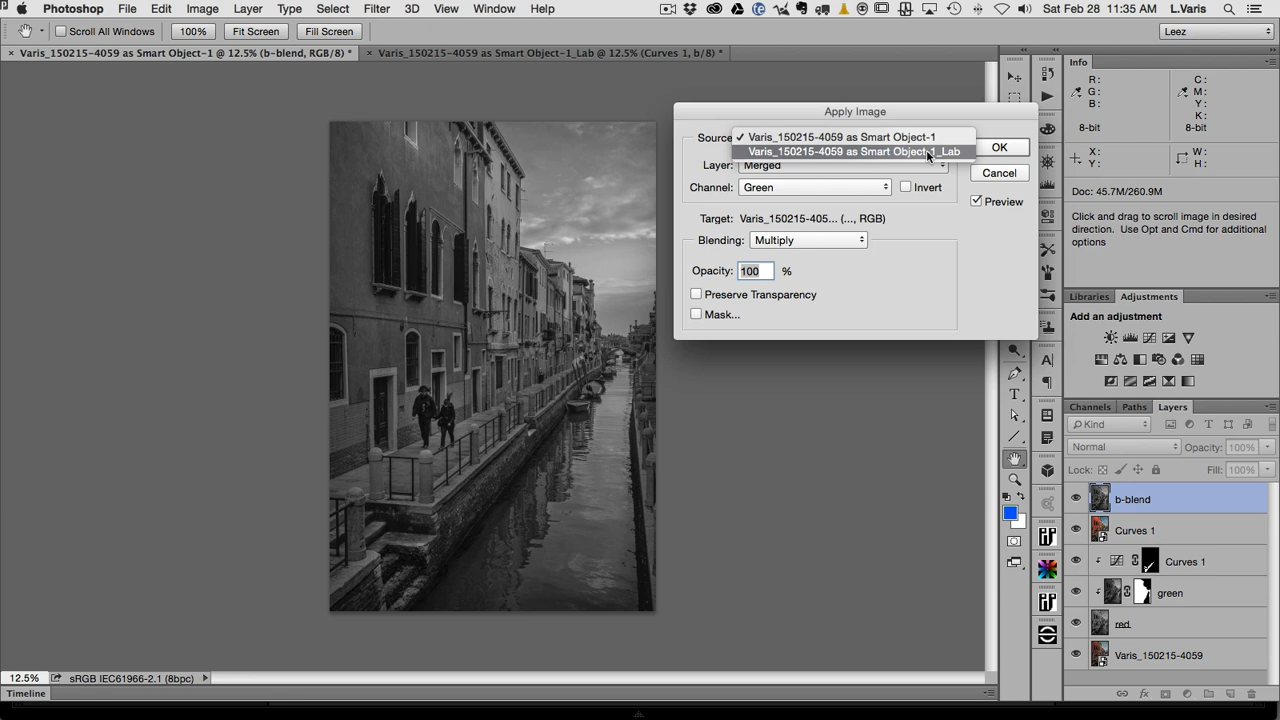 Photoshop File Edit Image Layer Type Select Filter 3D View Window Help Sat Feb 28 11:35 AM L.Varis
Scroll All Windows 100% Fit Screen Fill Screen Leez
× Varis_150215-4059 as Smart Object-1 @ 12.5% (b-blend, RGB/8) * × Varis_150215-4059 as Smart Object-1_Lab @ 12.5% (Curves 1, b/8) *
Apply Image
Source ✓ Varis_150215-4059 as Smart Object-1
Varis_150215-4059 as Smart Object-1_Lab
OK
Layer: Merged
Cancel
Channel: Green Invert
Preview
Target: Varis_150215-405... (..., RGB)
Blending: Multiply
Opacity: 100 %
Preserve Transparency
Mask...
Info
R: C:
G: M:
B: Y:
K:
8-bit 8-bit
X: W:
Y: H:
Doc: 45.7M/260.9M
Click and drag to scroll image in desired
direction. Use Opt and Cmd for additional
options
Libraries Adjustments
Add an adjustment
Channels Paths Layers
Kind
Normal Opacity: 100%
Lock: Fill: 100%
b-blend
Curves 1
Curves 1
green
red
Varis_150215-4059
12.5% sRGB IEC61966-2.1 (8bpc)
Timeline